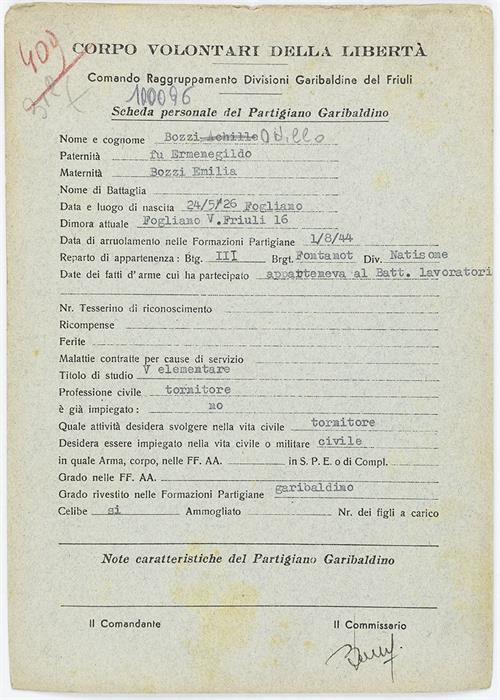 409
CORPO VOLONTARI DELLA LIBERTÀ
Comando Raggruppamento Divisioni Garibaldine del Friuli
100096
Scheda personale del Partigiano Garibaldino
Nome e cognome Bozzi Achille Odillo
Paternità fu Ermenegildo
Maternità Bozzi Emilia
Nome di Battaglia
Data e luogo di nascita 24/5/26 Fogliano
Dimora attuale Fogliano V.Friuli 16
Data di arruolamento nelle Formazioni Partigiane 1/8/44
Reparto di appartenenza: Btg. III Brgt. Fontanot Div. Natisone
Date dei fatti d'arme cui ha partecipato apparteneva al Batt. lavoratori
Nr. Tesserino di riconoscimento
Ricompense
Ferite
Malattie contratte per cause di servizio
Titolo di studio V elementare
Professione civile tornitore
è già impiegato: no
Quale attività desidera svolgere nella vita civile tornitore
Desidera essere impiegato nella vita civile o militare civile
in quale Arma, corpo, nelle FF. AA. in S. P. E. o di Compl.
Grado nelle FF. AA.
Grado rivestito nelle Formazioni Partigiane garibaldino
Celibe si Ammogliato Nr. dei figli a carico
Note caratteristiche del Partigiano Garibaldino
Il Comandante Il Commissario